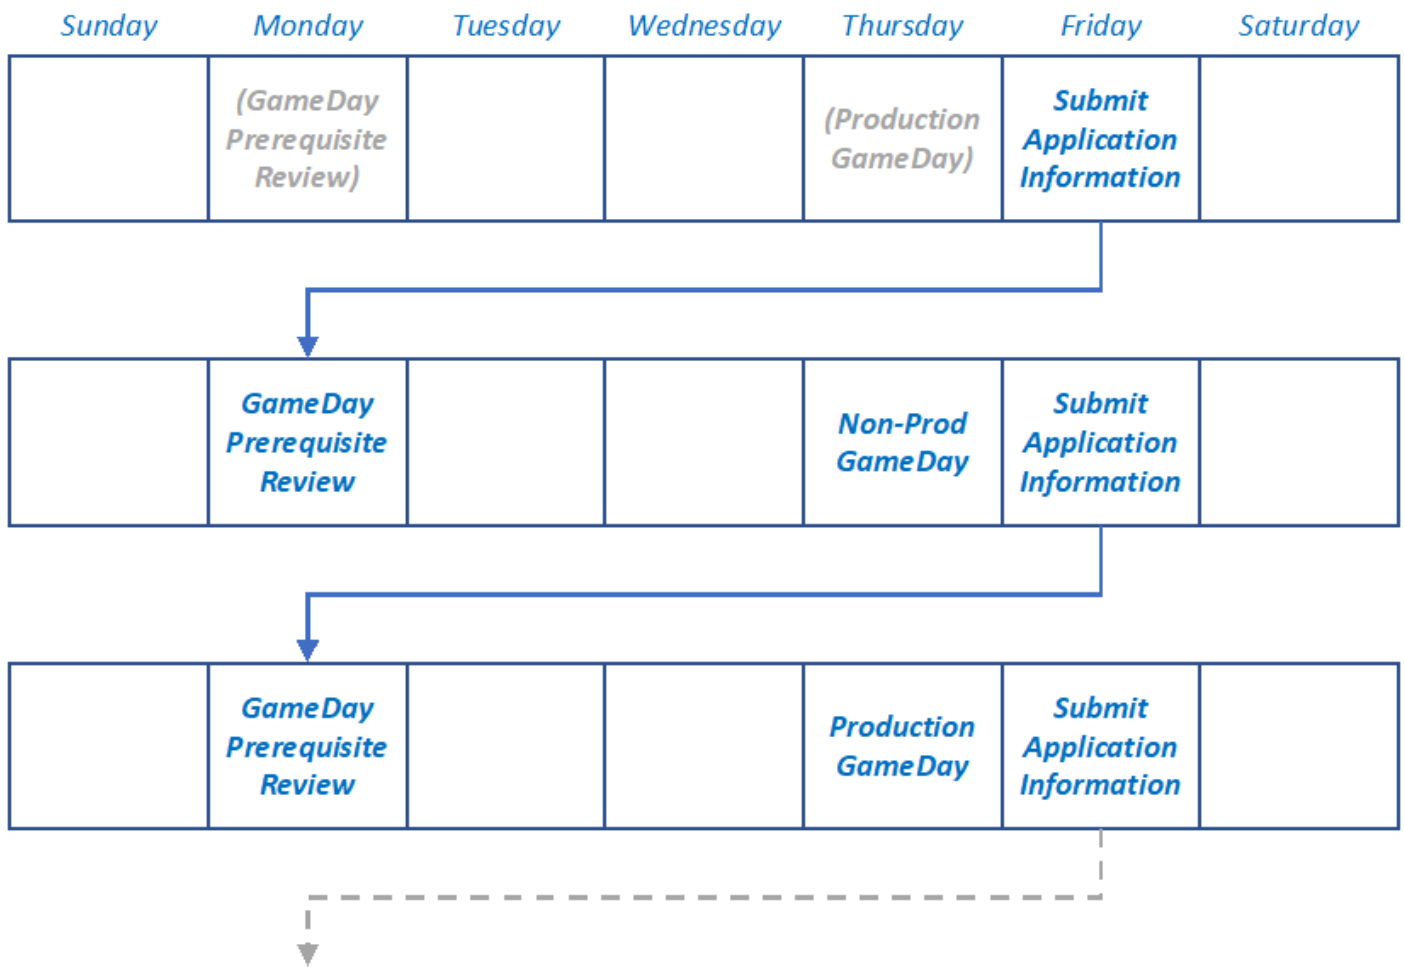 Sunday Monday Tuesday Wednesday Thursday Friday Saturday
(GameDay
Prerequisite
Review)
(Production
GameDay)
Submit
Application
Information
GameDay
Prerequisite
Review
Non-Prod
GameDay
Submit
Application
Information
GameDay
Prerequisite
Review
Production
GameDay
Submit
Application
Information